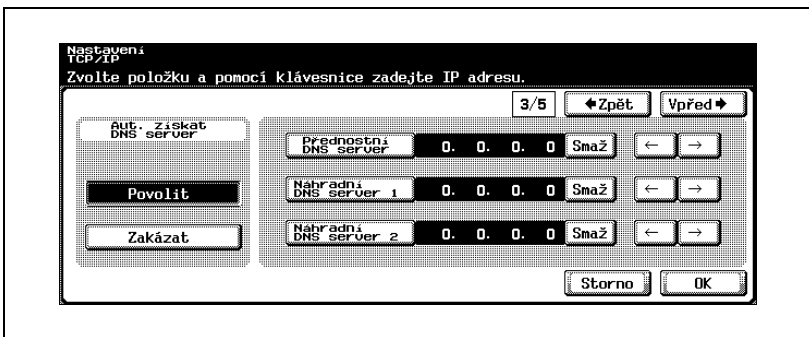 Nastavení
TCP/IP
Zvolte položku a pomocí klávesnice zadejte IP adresu.
3/5 🡄Zpět Vpřed🡆
Aut. získat
DNS server
Přednostní
DNS server 0. 0. 0. 0 Smaž ← →
Povolit
Náhradní
DNS server 1 0. 0. 0. 0 Smaž ← →
Zakázat
Náhradní
DNS server 2 0. 0. 0. 0 Smaž ← →
Storno OK